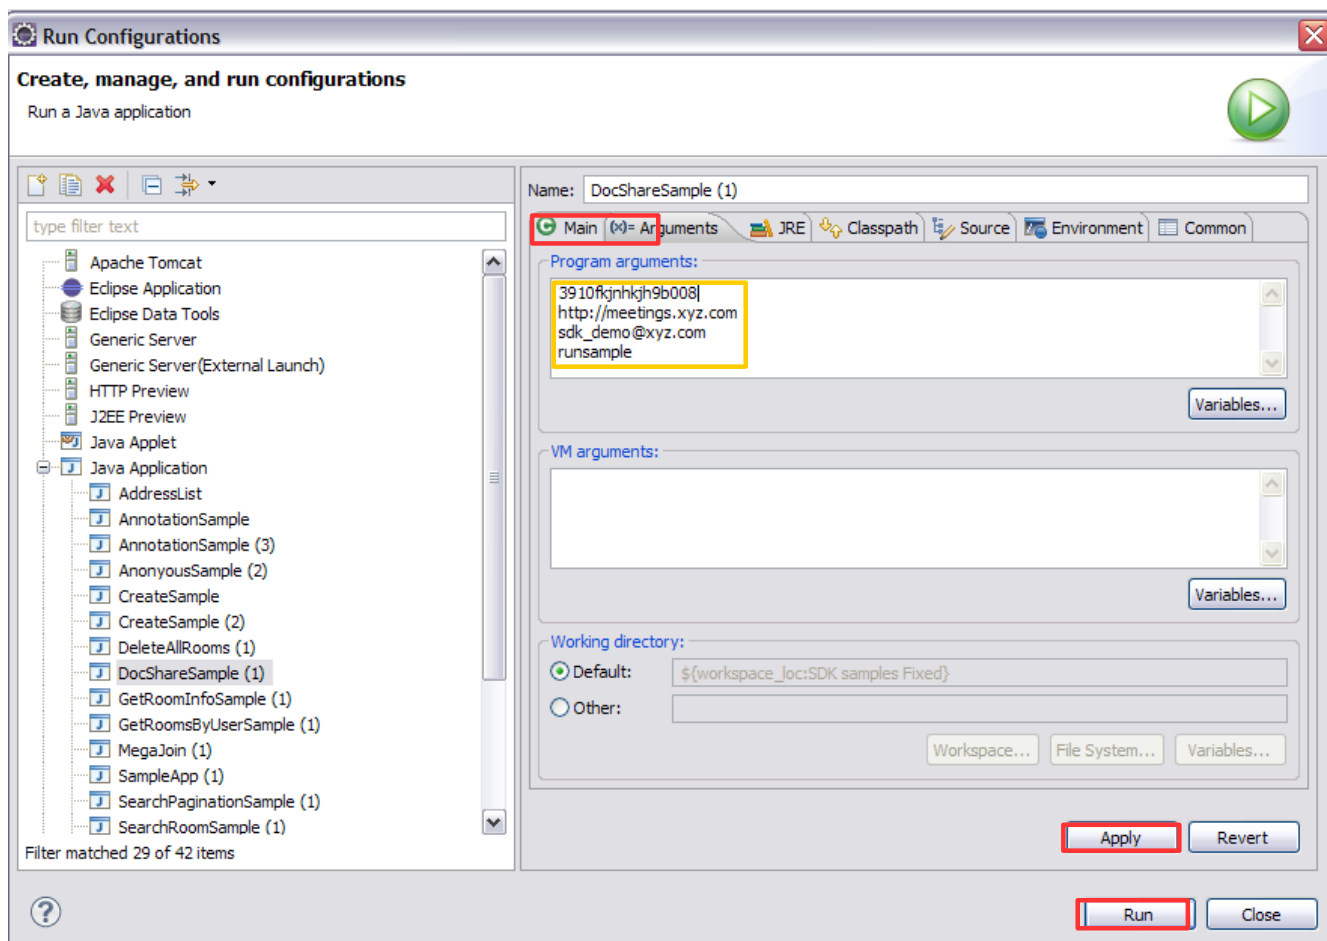 Run Configurations
Create, manage, and run configurations
Run a Java application
type filter text
Apache Tomcat
Eclipse Application
Eclipse Data Tools
Generic Server
Generic Server(External Launch)
HTTP Preview
J2EE Preview
Java Applet
Java Application
AddressList
AnnotationSample
AnnotationSample (3)
AnonyousSample (2)
CreateSample
CreateSample (2)
DeleteAllRooms (1)
DocShareSample (1)
GetRoomInfoSample (1)
GetRoomsByUserSample (1)
MegaJoin (1)
SampleApp (1)
SearchPaginationSample (1)
SearchRoomSample (1)
Filter matched 29 of 42 items
Name: DocShareSample (1)
Main (x)= Arguments JRE Classpath Source Environment Common
Program arguments:
3910fkjnhkjh9b008
http://meetings.xyz.com
sdk_demo@xyz.com
runsample
Variables...
VM arguments:
Variables...
Working directory:
Default: ${workspace_loc:SDK samples Fixed}
Other:
Workspace... File System... Variables...
Apply Revert
Run Close